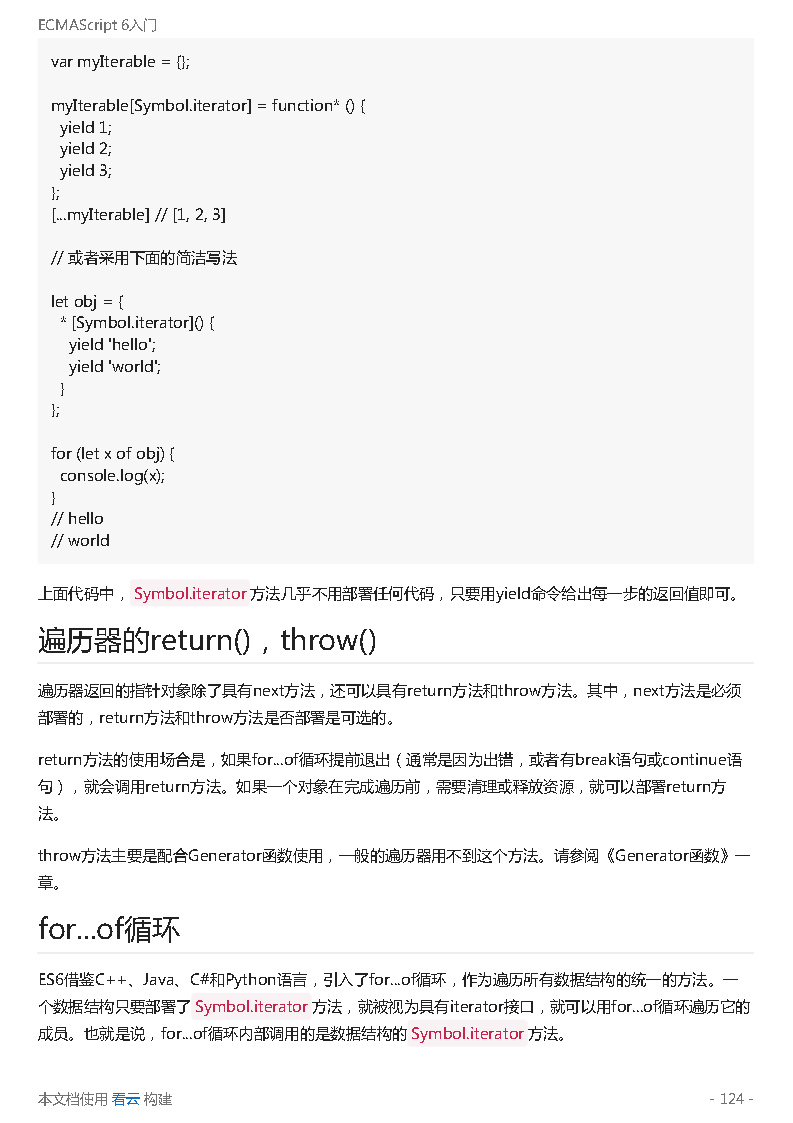 ECMAScript 6入门
var myIterable = {};
myIterable[Symbol.iterator] = function* () {
yield 1;
yield 2;
yield 3;
};
[...myIterable] // [1, 2, 3]
// 或者采用下面的简洁写法
let obj = {
* [Symbol.iterator]() {
yield 'hello';
yield 'world';
}
};
for (let x of obj) {
console.log(x);
}
// hello
// world
上面代码中，Symbol.iterator方法几乎不用部署任何代码，只要用yield命令给出每一步的返回值即可。
遍历器的return()，throw()
遍历器返回的指针对象除了具有next方法，还可以具有return方法和throw方法。其中，next方法是必须
部署的，return方法和throw方法是否部署是可选的。
return方法的使用场合是，如果for...of循环提前退出（通常是因为出错，或者有break语句或continue语
句），就会调用return方法。如果一个对象在完成遍历前，需要清理或释放资源，就可以部署return方
法。
throw方法主要是配合Generator函数使用，一般的遍历器用不到这个方法。请参阅《Generator函数》一
章。
for...of循环
ES6借鉴C++、Java、C#和Python语言，引入了for...of循环，作为遍历所有数据结构的统一的方法。一
个数据结构只要部署了Symbol.iterator方法，就被视为具有iterator接口，就可以用for...of循环遍历它的
成员。也就是说，for...of循环内部调用的是数据结构的Symbol.iterator方法。
本文档使用 看云 构建
- 124 -